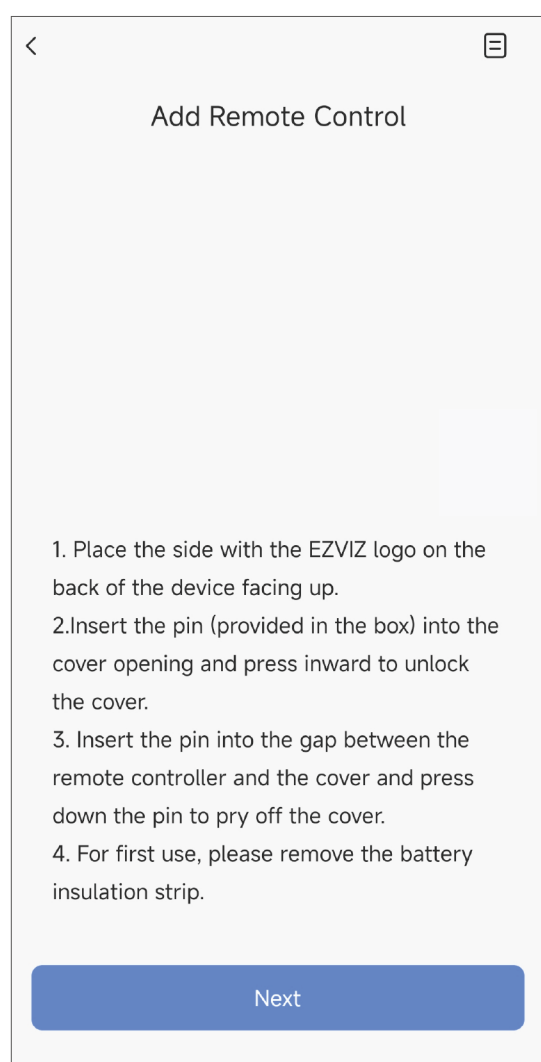 Add Remote Control
1. Place the side with the EZVIZ logo on the
back of the device facing up.
2.Insert the pin (provided in the box) into the
cover opening and press inward to unlock
the cover.
3. Insert the pin into the gap between the
remote controller and the cover and press
down the pin to pry off the cover.
4. For first use, please remove the battery
insulation strip.
Next